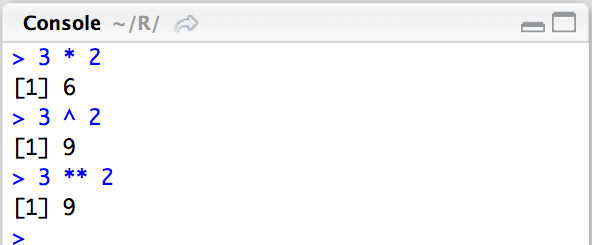 Console ~/R/
> 3 * 2
[1] 6
> 3 ^ 2
[1] 9
> 3 ** 2
[1] 9
>